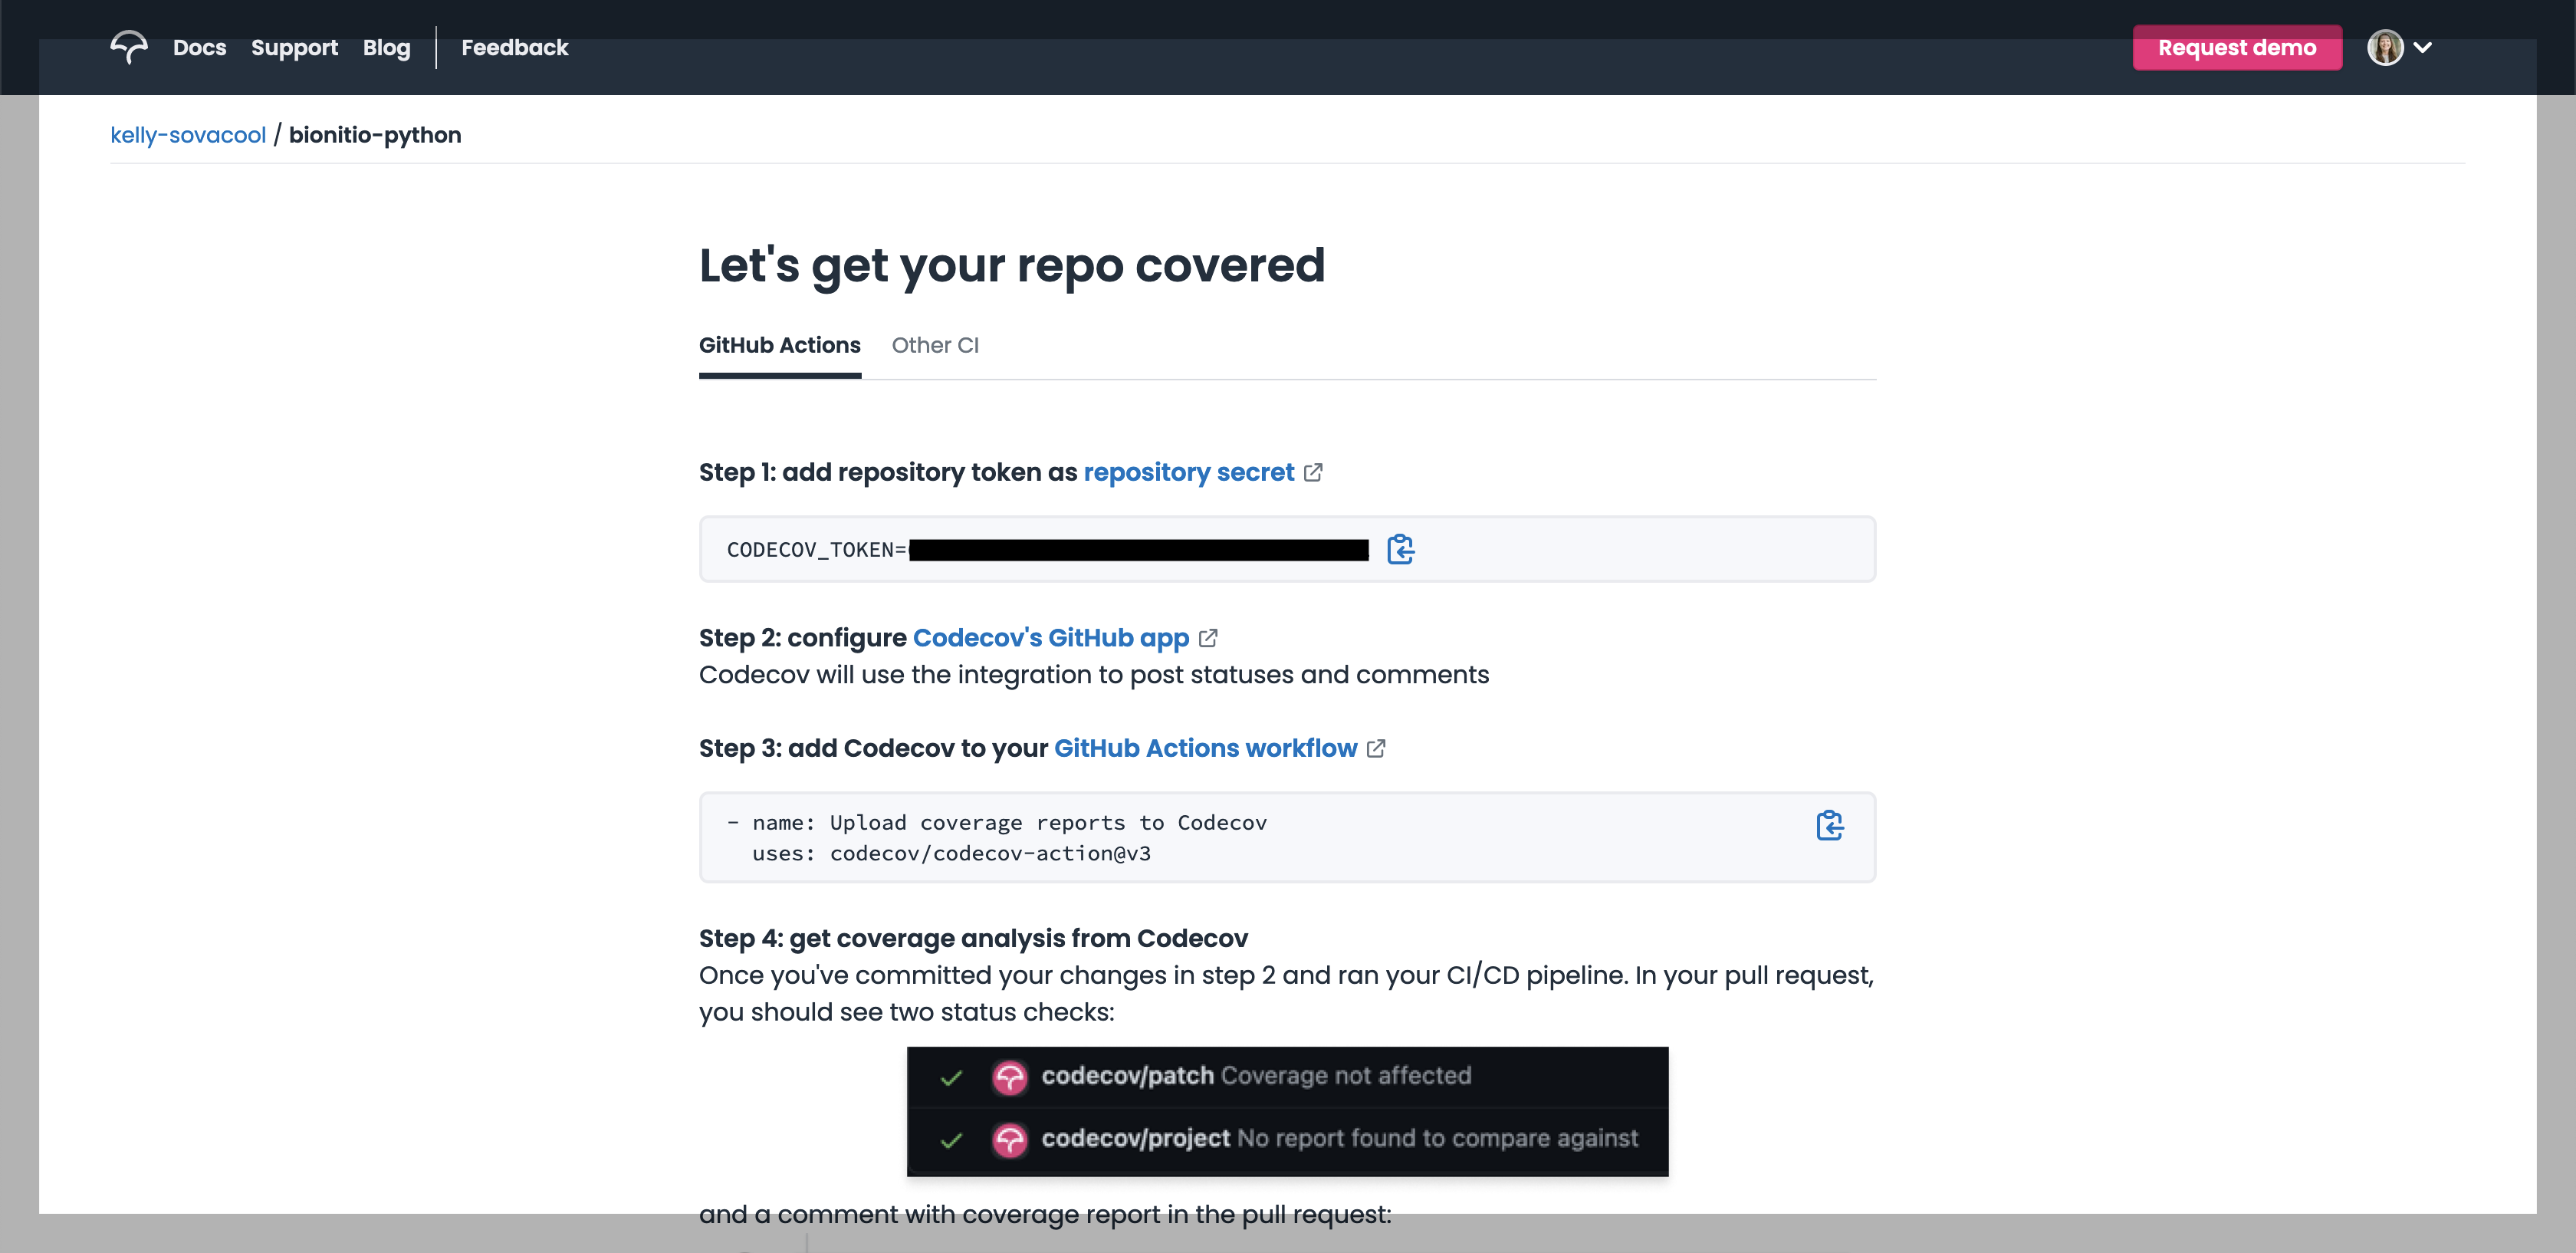 Docs Support Blog Feedback Request demo
kelly-sovacool / bionitio-python
Let's get your repo covered
GitHub Actions Other CI
Step 1: add repository token as repository secret
CODECOV_TOKEN=
Step 2: configure Codecov's GitHub app
Codecov will use the integration to post statuses and comments
Step 3: add Codecov to your GitHub Actions workflow
- name: Upload coverage reports to Codecov
uses: codecov/codecov-action@v3
Step 4: get coverage analysis from Codecov
Once you've committed your changes in step 2 and ran your CI/CD pipeline. In your pull request,
you should see two status checks:
codecov/patch Coverage not affected
codecov/project No report found to compare against
and a comment with coverage report in the pull request: